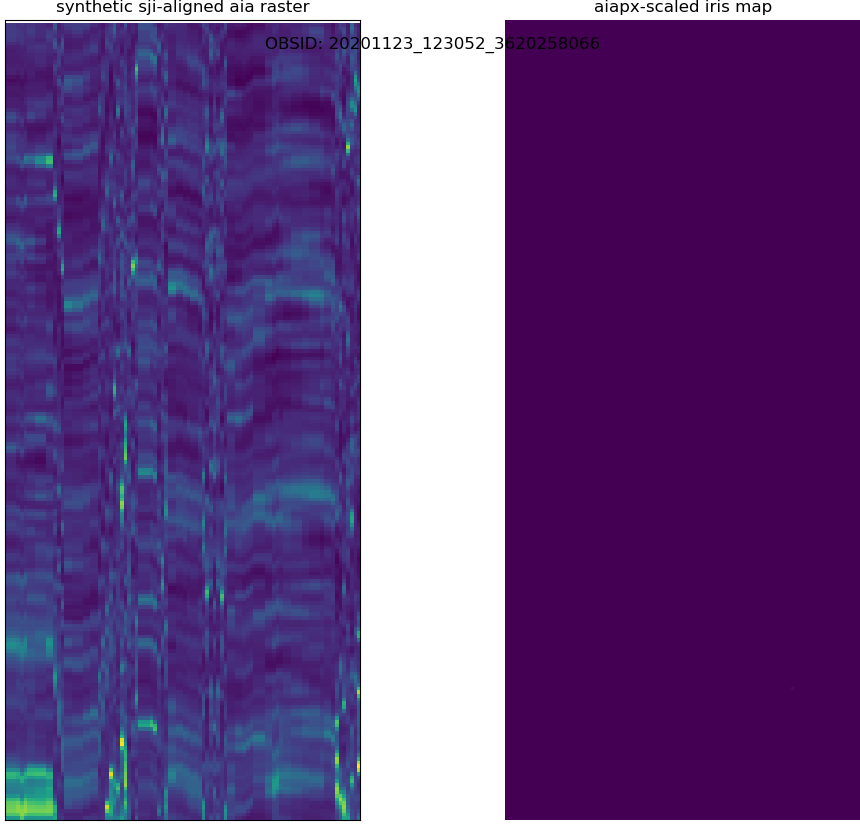 synthetic sji-aligned aia raster
aiapx-scaled iris map
OBSID: 20201123_123052_3620258066